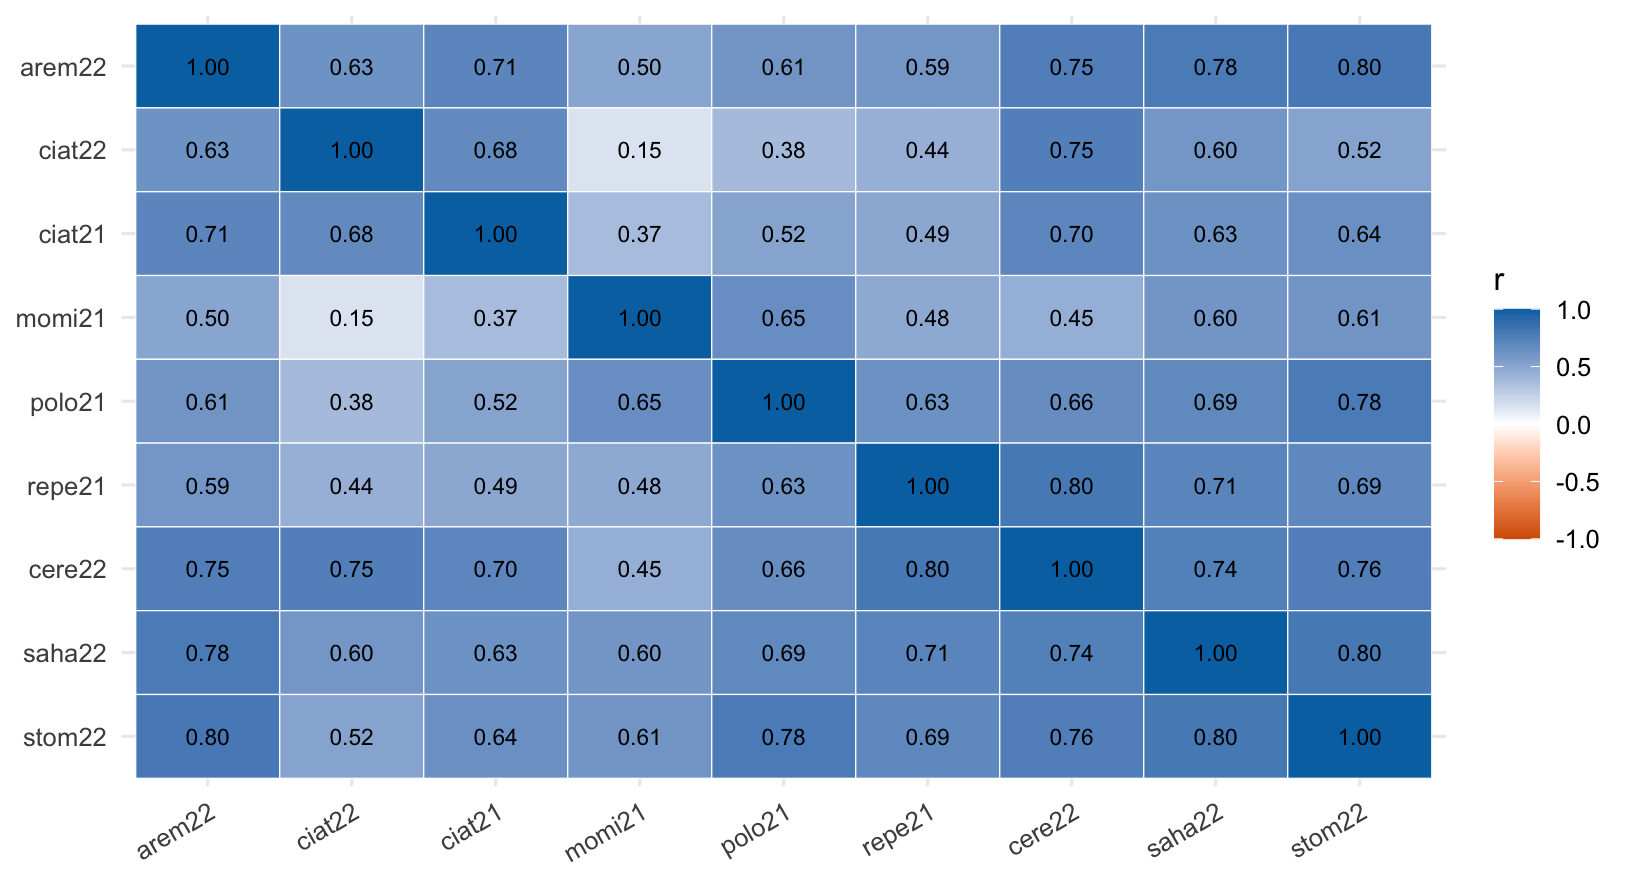 arem22 1.00 0.63 0.71 0.50 0.61 0.59 0.75 0.78 0.80
ciat22 0.63 1.00 0.68 0.15 0.38 0.44 0.75 0.60 0.52
ciat21 0.71 0.68 1.00 0.37 0.52 0.49 0.70 0.63 0.64
momi21 0.50 0.15 0.37 1.00 0.65 0.48 0.45 0.60 0.61
polo21 0.61 0.38 0.52 0.65 1.00 0.63 0.66 0.69 0.78
repe21 0.59 0.44 0.49 0.48 0.63 1.00 0.80 0.71 0.69
cere22 0.75 0.75 0.70 0.45 0.66 0.80 1.00 0.74 0.76
saha22 0.78 0.60 0.63 0.60 0.69 0.71 0.74 1.00 0.80
stom22 0.80 0.52 0.64 0.61 0.78 0.69 0.76 0.80 1.00
arem22 ciat22 ciat21 momi21 polo21 repe21 cere22 saha22 stom22
r
1.0
0.5
0.0
-0.5
-1.0